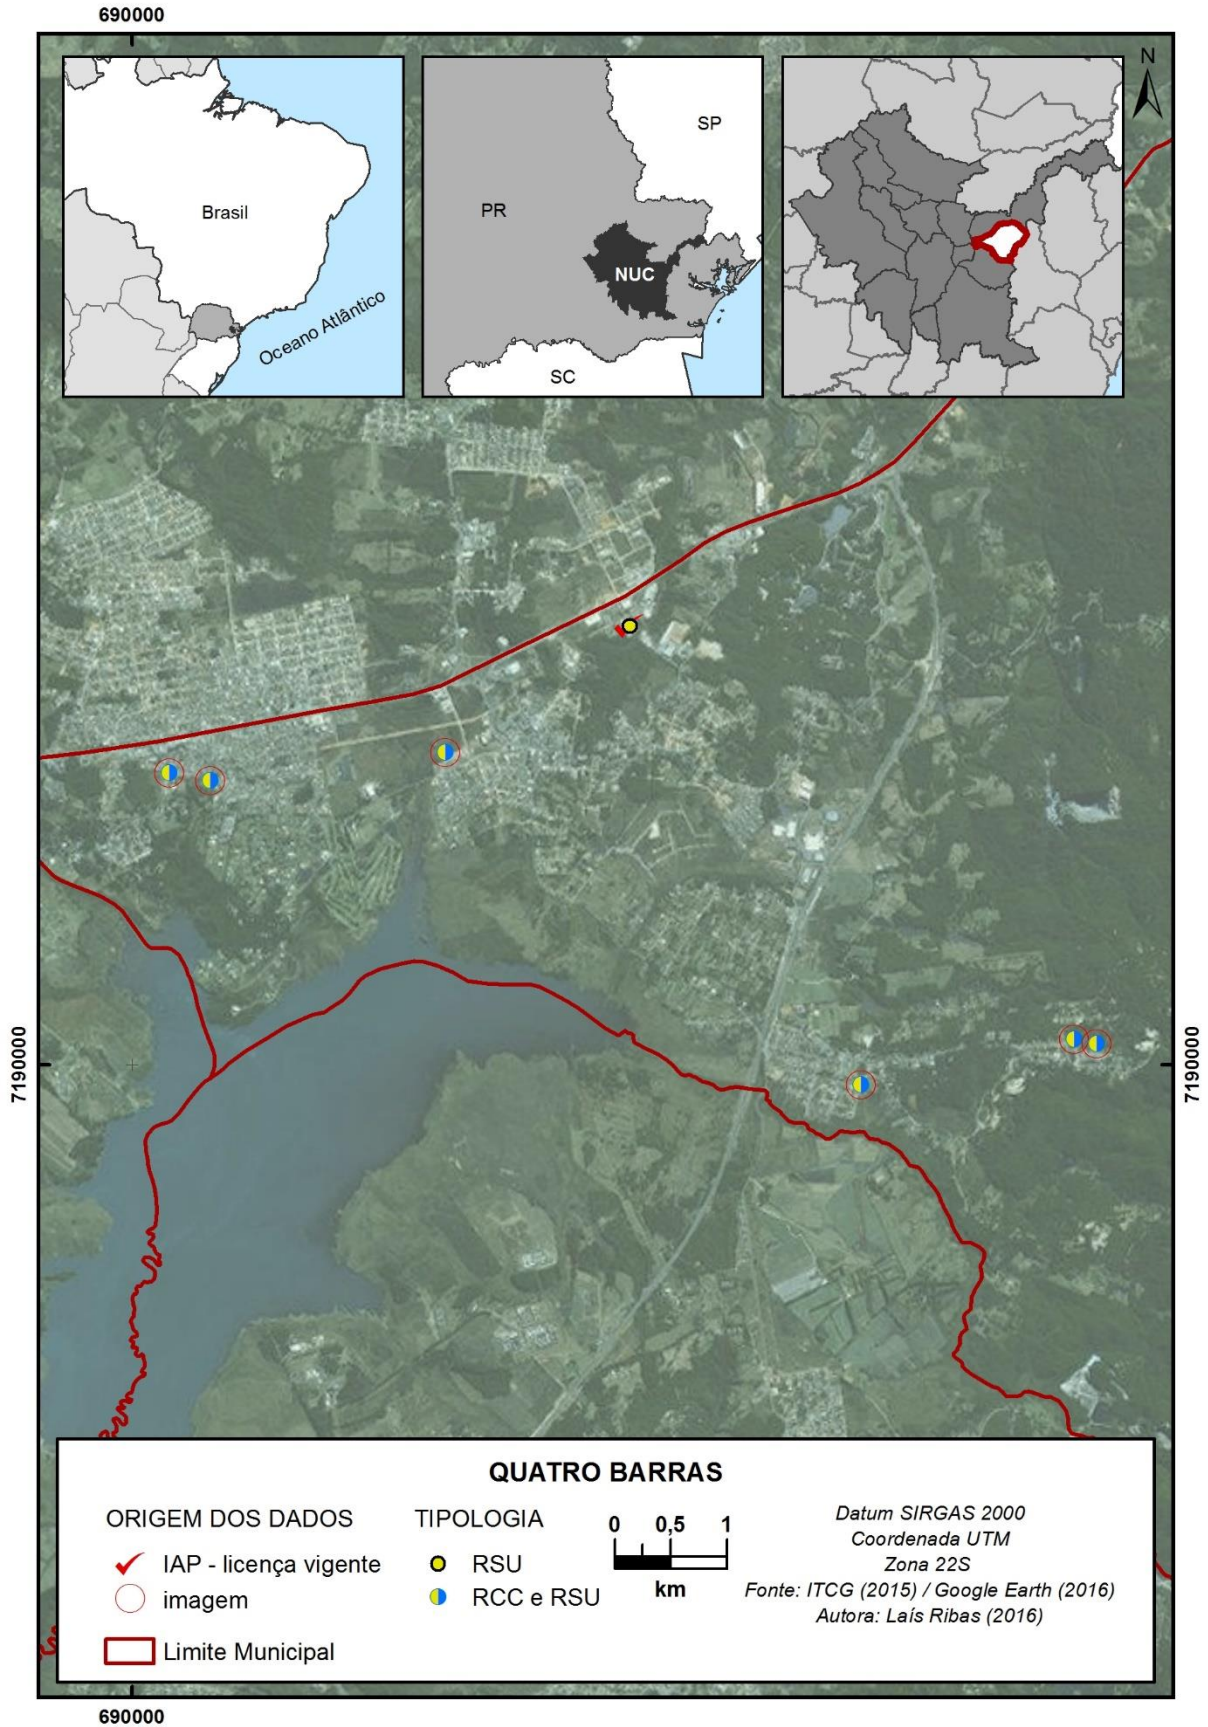 690000
N
Brasil
Oceano Atlântico
SP
PR
NUC
SC
7190000
7190000
QUATRO BARRAS
ORIGEM DOS DADOS
IAP - licença vigente
imagem
Limite Municipal
TIPOLOGIA
RSU
RCC e RSU
0 0,5 1
km
Datum SIRGAS 2000
Coordenada UTM
Zona 22S
Fonte: ITCG (2015) / Google Earth (2016)
Autora: Laís Ribas (2016)
690000